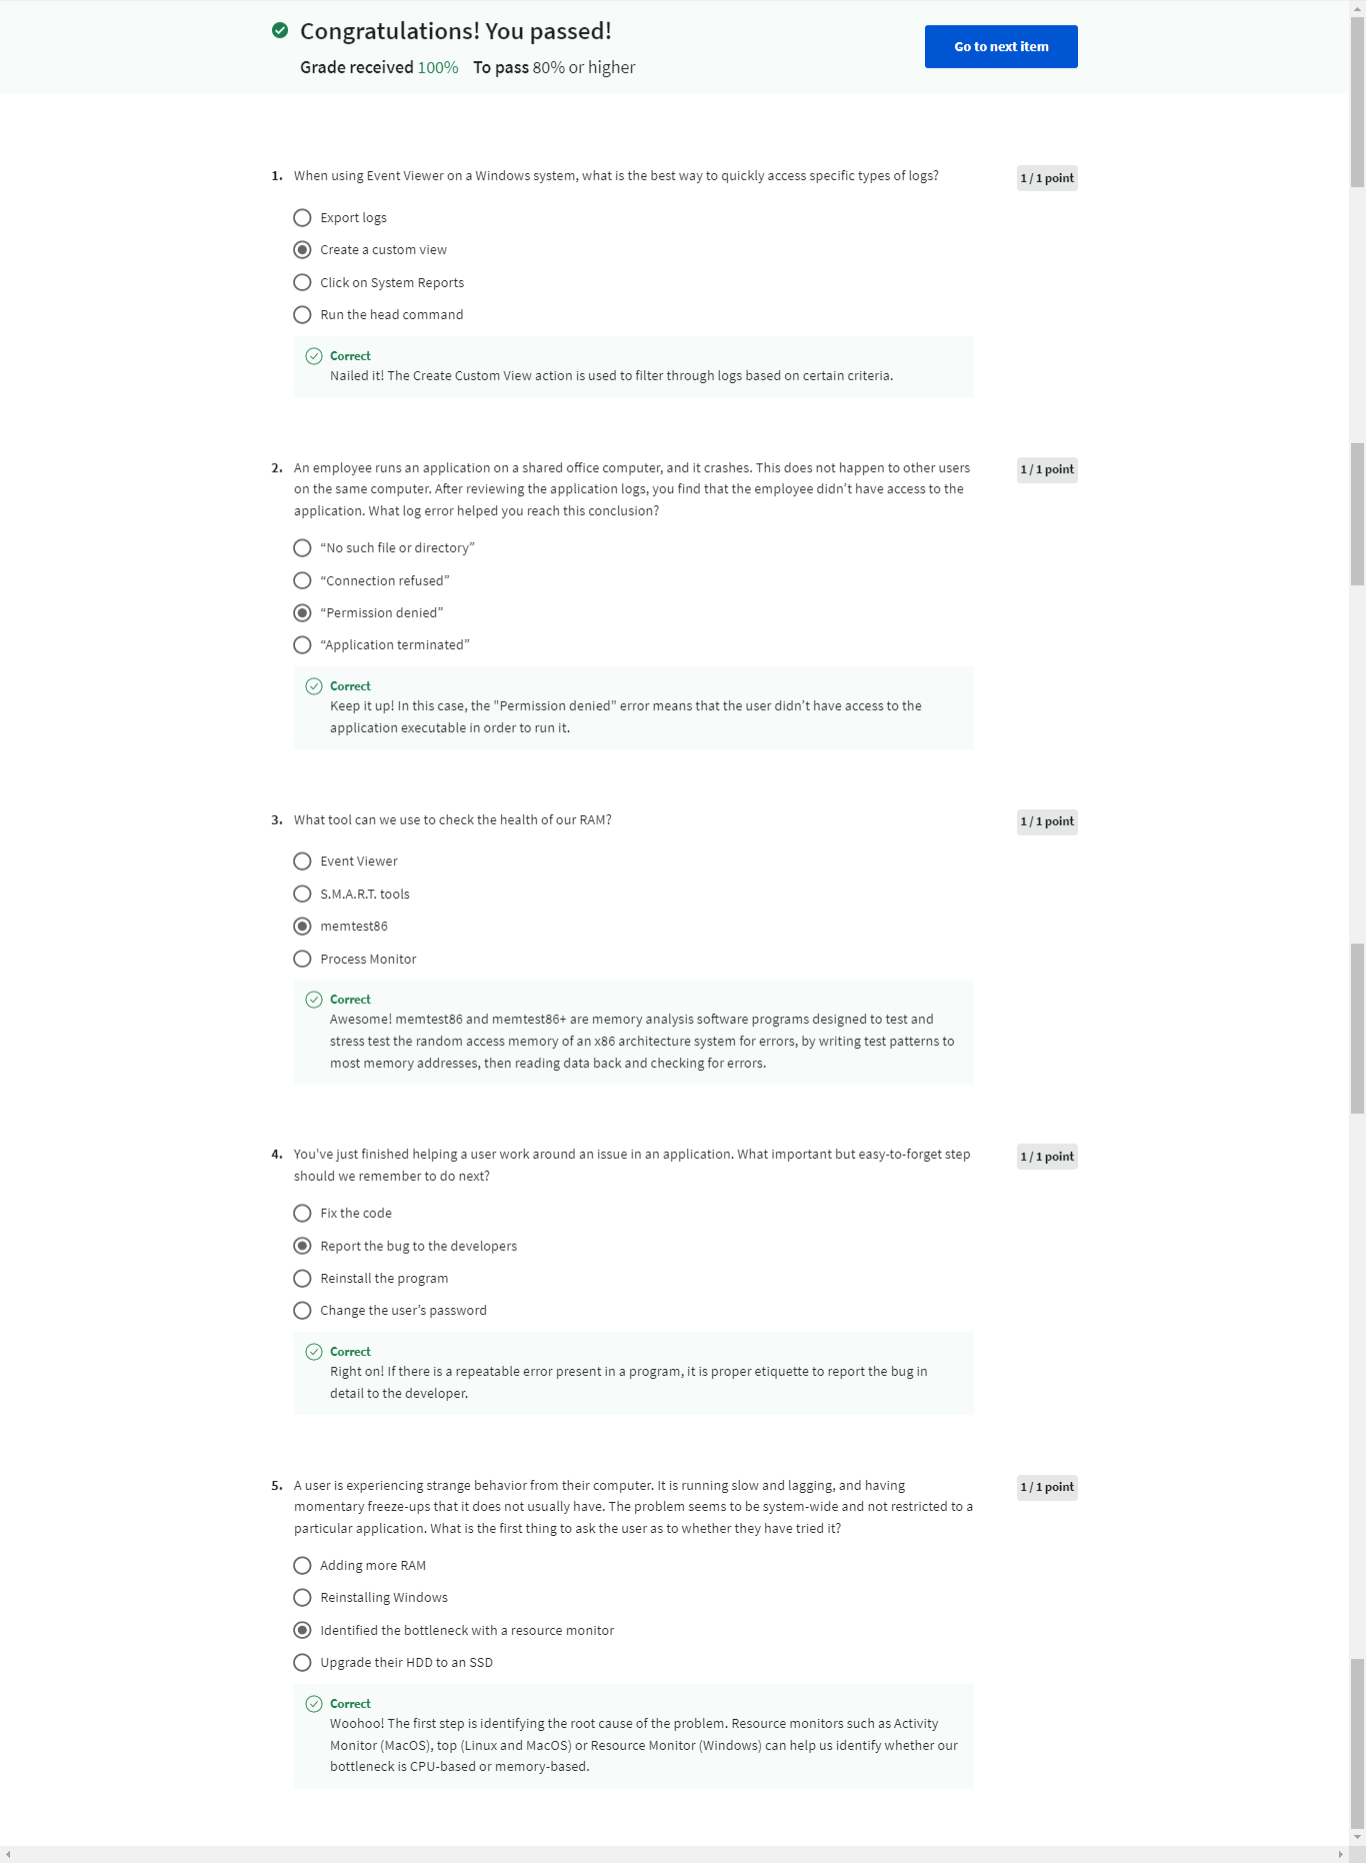 Congratulations! You passed!
Grade received 100% To pass 80% or higher
Go to next item
1. When using Event Viewer on a Windows system, what is the best way to quickly access specific types of logs?
1 / 1 point
Export logs
Create a custom view
Click on System Reports
Run the head command
Correct
Nailed it! The Create Custom View action is used to filter through logs based on certain criteria.
2. An employee runs an application on a shared office computer, and it crashes. This does not happen to other users
on the same computer. After reviewing the application logs, you find that the employee didn't have access to the
application. What log error helped you reach this conclusion?
1 / 1 point
“No such file or directory”
“Connection refused”
“Permission denied”
“Application terminated”
Correct
Keep it up! In this case, the "Permission denied" error means that the user didn't have access to the
application executable in order to run it.
3. What tool can we use to check the health of our RAM?
1 / 1 point
Event Viewer
S.M.A.R.T. tools
memtest86
Process Monitor
Correct
Awesome! memtest86 and memtest86+ are memory analysis software programs designed to test and
stress test the random access memory of an x86 architecture system for errors, by writing test patterns to
most memory addresses, then reading data back and checking for errors.
4. You've just finished helping a user work around an issue in an application. What important but easy-to-forget step
should we remember to do next?
1 / 1 point
Fix the code
Report the bug to the developers
Reinstall the program
Change the user’s password
Correct
Right on! If there is a repeatable error present in a program, it is proper etiquette to report the bug in
detail to the developer.
5. A user is experiencing strange behavior from their computer. It is running slow and lagging, and having
momentary freeze-ups that it does not usually have. The problem seems to be system-wide and not restricted to a
particular application. What is the first thing to ask the user as to whether they have tried it?
1 / 1 point
Adding more RAM
Reinstalling Windows
Identified the bottleneck with a resource monitor
Upgrade their HDD to an SSD
Correct
Woohoo! The first step is identifying the root cause of the problem. Resource monitors such as Activity
Monitor (MacOS), top (Linux and MacOS) or Resource Monitor (Windows) can help us identify whether our
bottleneck is CPU-based or memory-based.